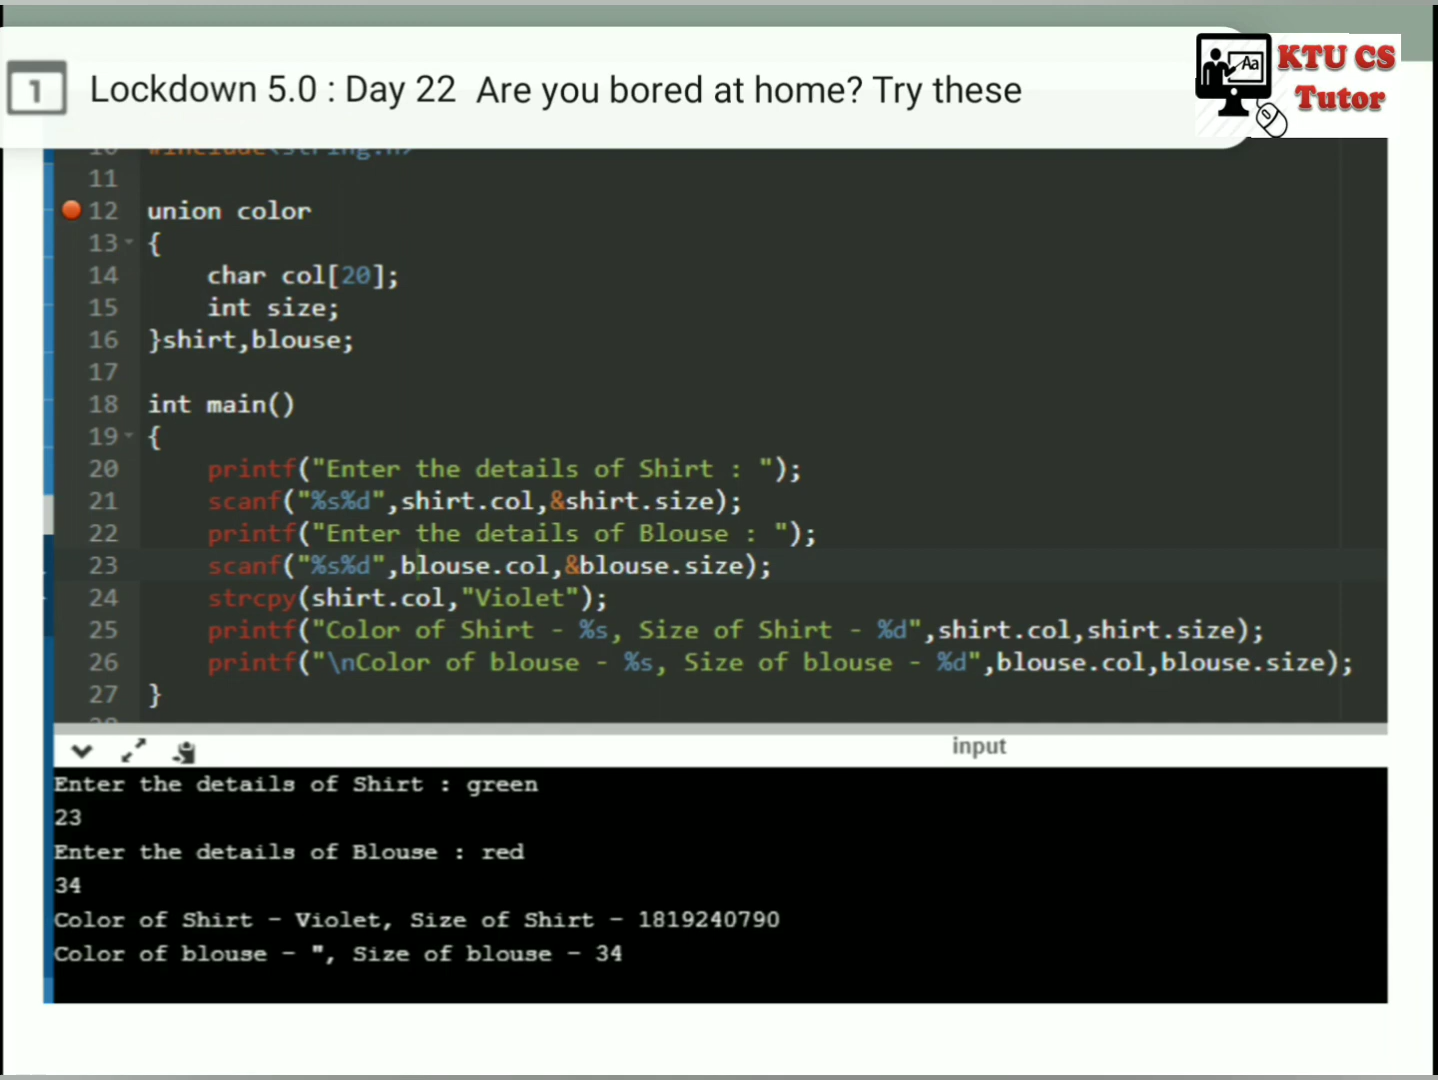 1 Lockdown 5.0 : Day 22 Are you bored at home? Try these
KTU CS
Tutor
Aa
10 #include<string.h>
11
12 union color
13 {
14 char col[20];
15 int size;
16 }shirt,blouse;
17
18 int main()
19 {
20 printf("Enter the details of Shirt : ");
21 scanf("%s%d",shirt.col,&shirt.size);
22 printf("Enter the details of Blouse : ");
23 scanf("%s%d",blouse.col,&blouse.size);
24 strcpy(shirt.col,"Violet");
25 printf("Color of Shirt - %s, Size of Shirt - %d",shirt.col,shirt.size);
26 printf("\nColor of blouse - %s, Size of blouse - %d",blouse.col,blouse.size);
27 }
input
Enter the details of Shirt : green
23
Enter the details of Blouse : red
34
Color of Shirt - Violet, Size of Shirt - 1819240790
Color of blouse - ", Size of blouse - 34